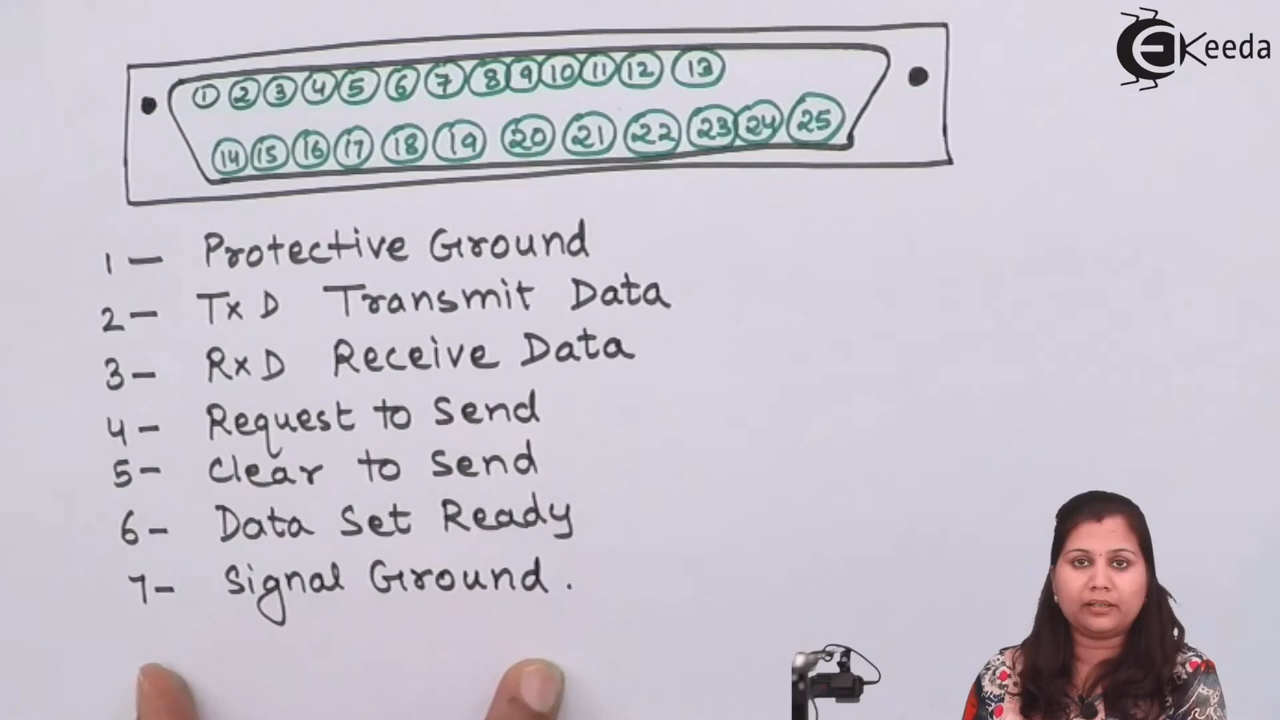 Ekeeda
1 2 3 4 5 6 7 8 9 10 11 12 13
14 15 16 17 18 19 20 21 22 23 24 25
1 — Protective Ground
2 — TxD Transmit Data
3 — RxD Receive Data
4 — Request to Send
5 — Clear to Send
6 — Data Set Ready
7 — Signal Ground.